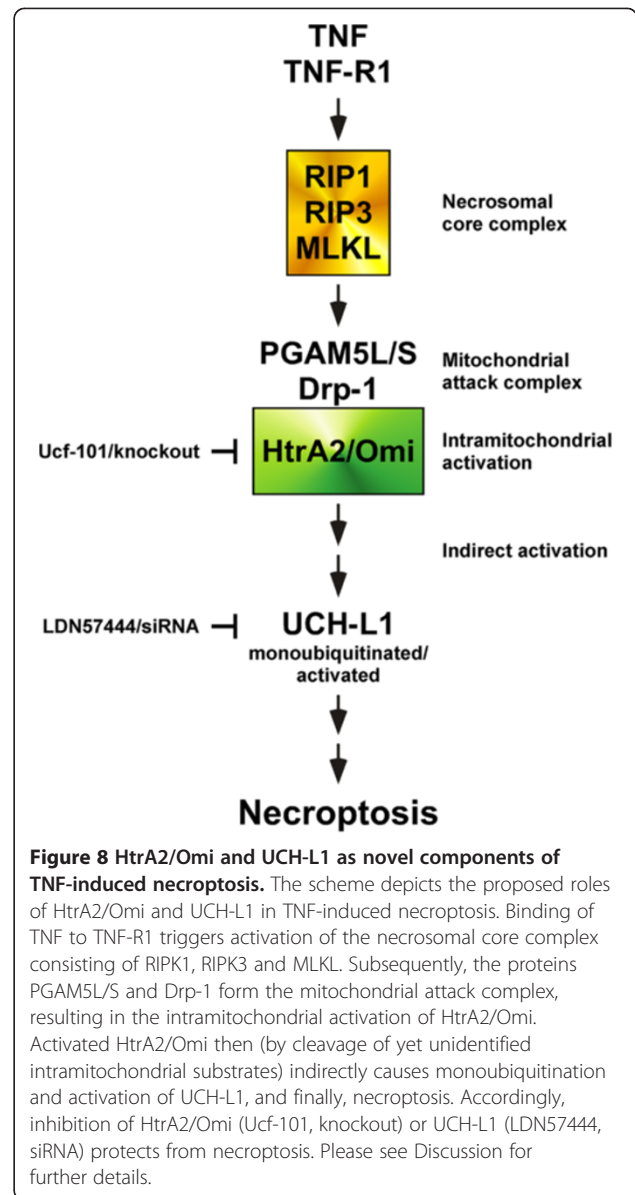 TNF
TNF-R1
RIP1
RIP3
MLKL
Necrosomal
core complex
PGAM5L/S
Drp-1
Mitochondrial
attack complex
Ucf-101/knockout
HtrA2/Omi
Intramitochondrial
activation
Indirect activation
LDN57444/siRNA
UCH-L1
monoubiquitinated/
activated
Necroptosis
Figure 8 HtrA2/Omi and UCH-L1 as novel components of
TNF-induced necroptosis. The scheme depicts the proposed roles
of HtrA2/Omi and UCH-L1 in TNF-induced necroptosis. Binding of
TNF to TNF-R1 triggers activation of the necrosomal core complex
consisting of RIPK1, RIPK3 and MLKL. Subsequently, the proteins
PGAM5L/S and Drp-1 form the mitochondrial attack complex,
resulting in the intramitochondrial activation of HtrA2/Omi.
Activated HtrA2/Omi then (by cleavage of yet unidentified
intramitochondrial substrates) indirectly causes monoubiquitination
and activation of UCH-L1, and finally, necroptosis. Accordingly,
inhibition of HtrA2/Omi (Ucf-101, knockout) or UCH-L1 (LDN57444,
siRNA) protects from necroptosis. Please see Discussion for
further details.